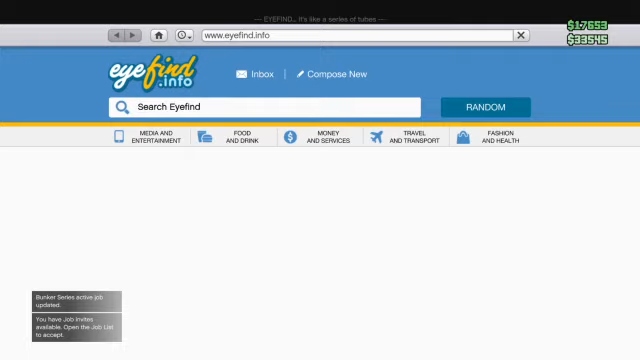 --- EYEFIND... It's like a series of tubes ---
www.eyefind.info
$17653
$33545
eyefind.info
Inbox
Compose New
Search Eyefind
RANDOM
MEDIA AND ENTERTAINMENT
FOOD AND DRINK
MONEY AND SERVICES
TRAVEL AND TRANSPORT
FASHION AND HEALTH
Bunker Series active job
updated.
You have Job invites
available. Open the Job List
to accept.